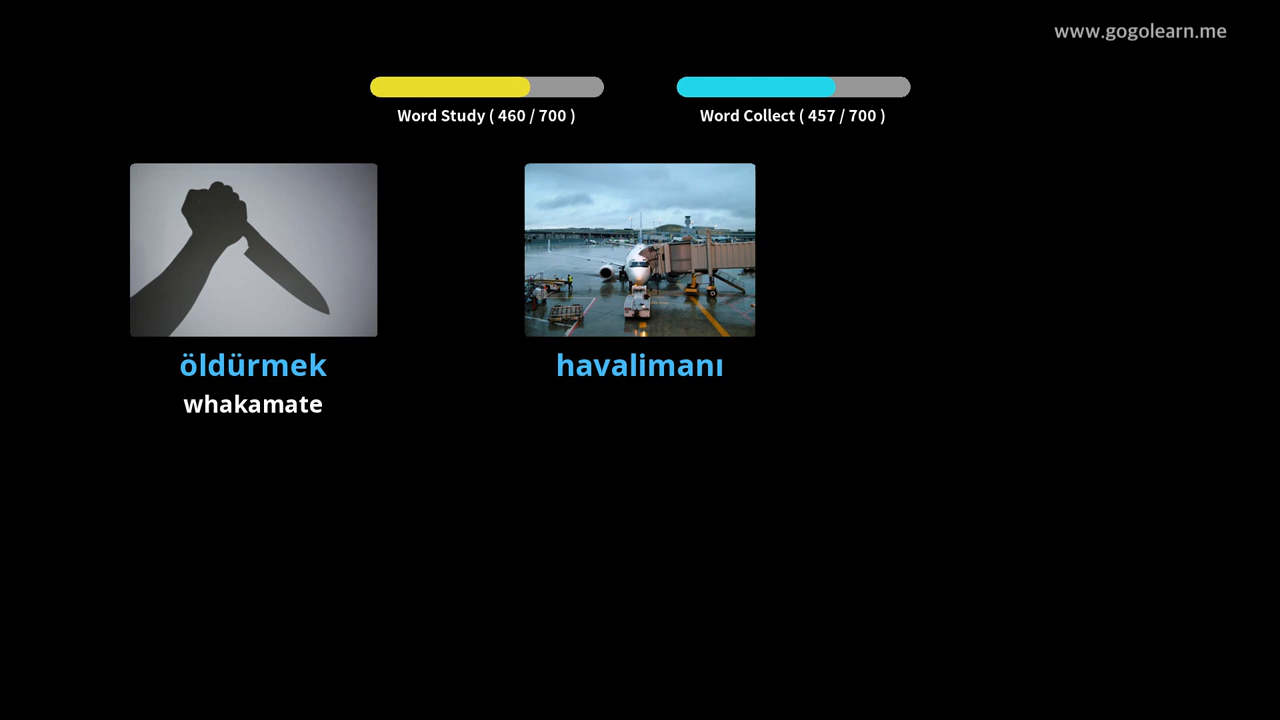 www.gogolearn.me
Word Study ( 460 / 700 )
Word Collect ( 457 / 700 )
öldürmek
havalimanı
whakamate